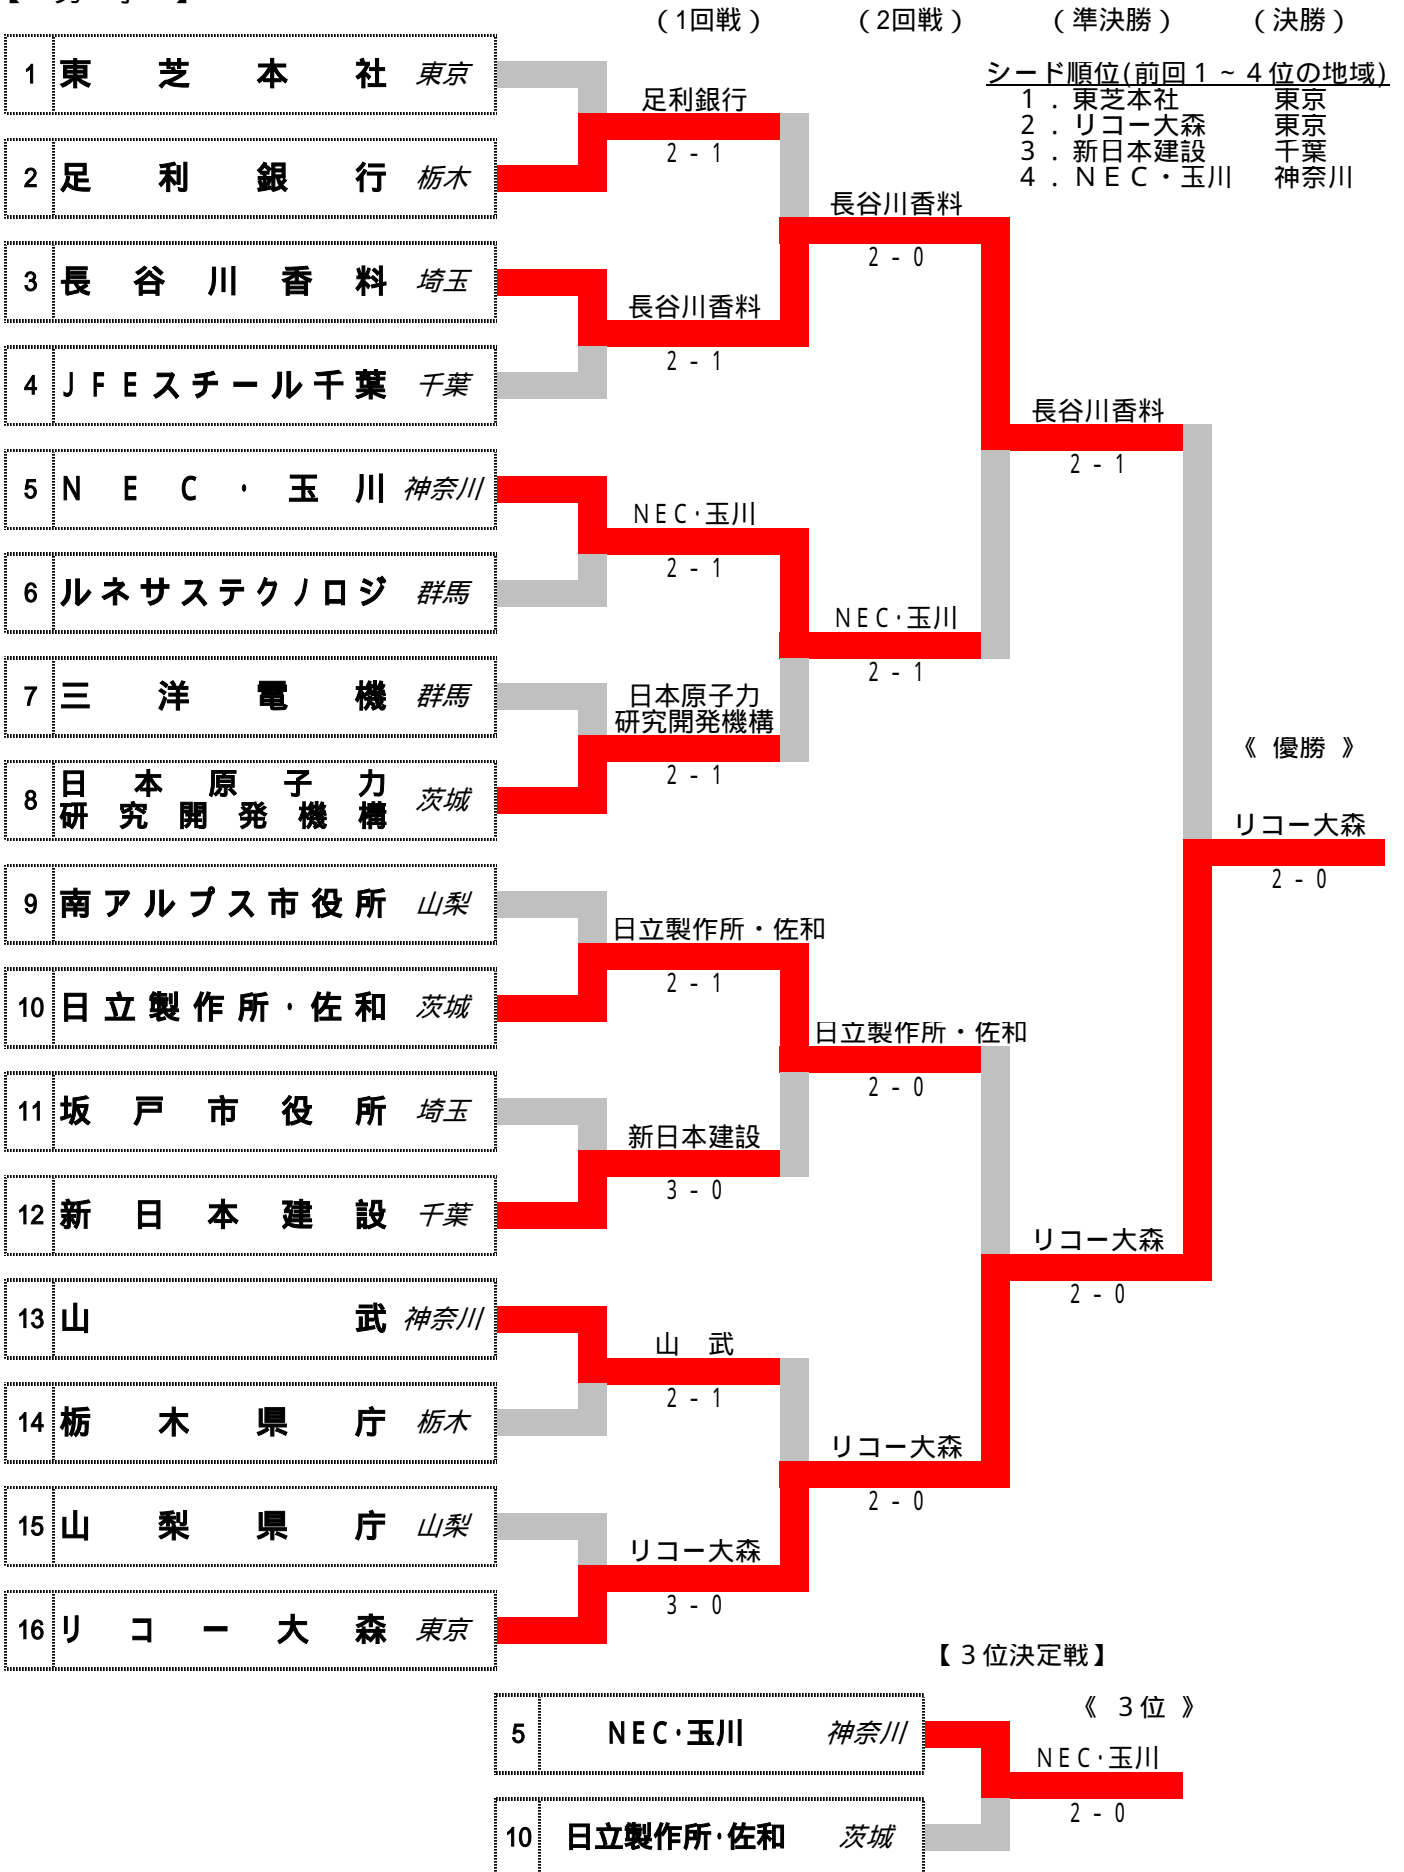 (1回戦)
(2回戦)
(準決勝)
(決勝)
シード順位(前回1~4位の地域)
1.東芝本社 東京
2.リコー大森 東京
3.新日本建設 千葉
4.NEC・玉川 神奈川
1 東芝本社 東京
2 足利銀行 栃木
3 長谷川香料 埼玉
4 JFEスチール千葉 千葉
5 NEC・玉川 神奈川
6 ルネサステクノロジ 群馬
7 三洋電機 群馬
8 日本原子力
研究開発機構 茨城
9 南アルプス市役所 山梨
10 日立製作所・佐和 茨城
11 坂戸市役所 埼玉
12 新日本建設 千葉
13 山武 神奈川
14 栃木県庁 栃木
15 山梨県庁 山梨
16 リコー大森 東京
足利銀行
2-1
長谷川香料
2-1
NEC・玉川
2-1
日本原子力
研究開発機構
2-1
日立製作所・佐和
2-1
新日本建設
3-0
山 武
2-1
リコー大森
3-0
長谷川香料
2-0
NEC・玉川
2-1
日立製作所・佐和
2-0
リコー大森
2-0
長谷川香料
2-1
リコー大森
2-0
《 優勝 》
リコー大森
2-0
【3位決定戦】
《 3位 》
5 NEC・玉川 神奈川
10 日立製作所・佐和 茨城
NEC・玉川
2-0